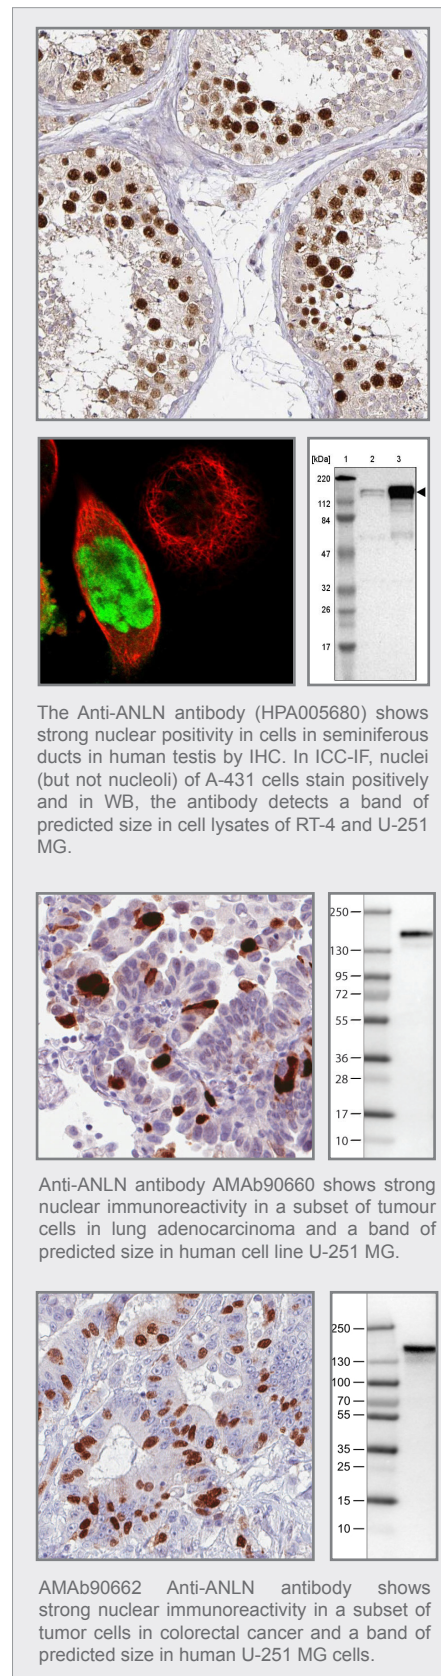 [kDa] 1 2 3
220
112
84
47
32
26
17
The Anti-ANLN antibody (HPA005680) shows
strong nuclear positivity in cells in seminiferous
ducts in human testis by IHC. In ICC-IF, nuclei
(but not nucleoli) of A-431 cells stain positively
and in WB, the antibody detects a band of
predicted size in cell lysates of RT-4 and U-251
MG.
250
130
95
72
55
36
28
17
10
Anti-ANLN antibody AMAb90660 shows strong
nuclear immunoreactivity in a subset of tumour
cells in lung adenocarcinoma and a band of
predicted size in human cell line U-251 MG.
250
130
100
70
55
35
25
15
10
AMAb90662 Anti-ANLN antibody shows
strong nuclear immunoreactivity in a subset of
tumor cells in colorectal cancer and a band of
predicted size in human U-251 MG cells.